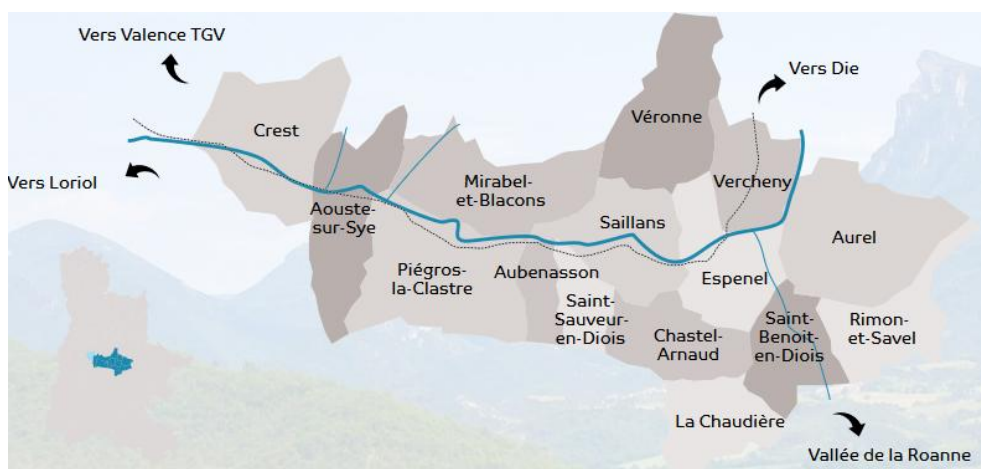 Vers Valence TGV
Vers Die
Véronne
Crest
Vers Loriol
Mirabel-
et-Blacons
Vercheny
Aouste-
sur-Sye
Saillans
Aurel
Piégros-
la-Clastre
Aubenasson
Espenel
Saint-
Sauveur-
en-Diois
Chastel-
Arnaud
Saint-
Benoit-
en-Diois
Rimon-
et-Savel
La Chaudière
Vallée de la Roanne